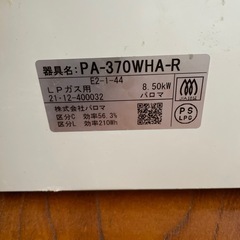 器具名：PA-370WHA-R
E2-1-44
LPガス用 8.50kW
21-12-400032 パロマ
株式会社パロマ
区分C 効率56.3%
区分L 効率210Wh
PS
LPG